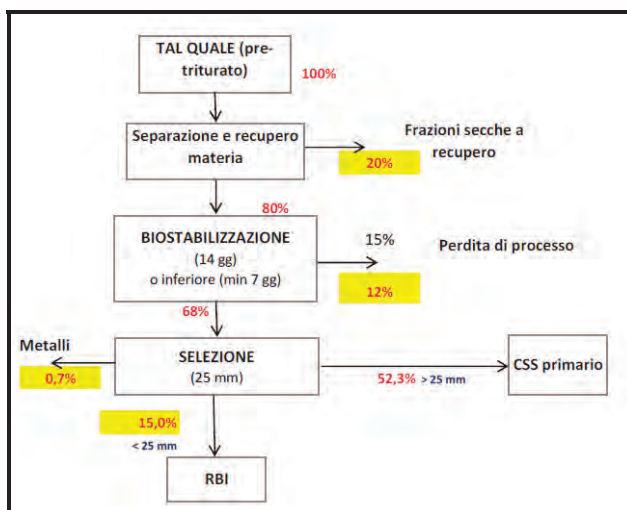 TAL QUALE (pre-
triturato)
100%
Separazione e recupero
materia
Frazioni secche a
recupero
20%
80%
BIOSTABILIZZAZIONE
(14 gg)
o inferiore (min 7 gg)
15%
Perdita di processo
12%
68%
Metalli
0,7%
SELEZIONE
(25 mm)
52,3% > 25 mm
CSS primario
15,0%
< 25 mm
RBI